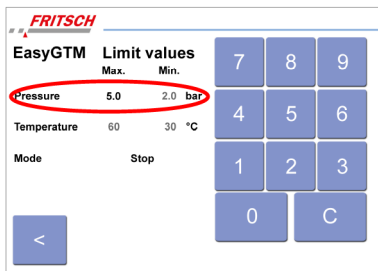 FRITSCH
EasyGTM Limit values
Max. Min.
Pressure 5.0 2.0 bar
Temperature 60 30 °C
Mode Stop
7 8 9
4 5 6
1 2 3
0 C
<